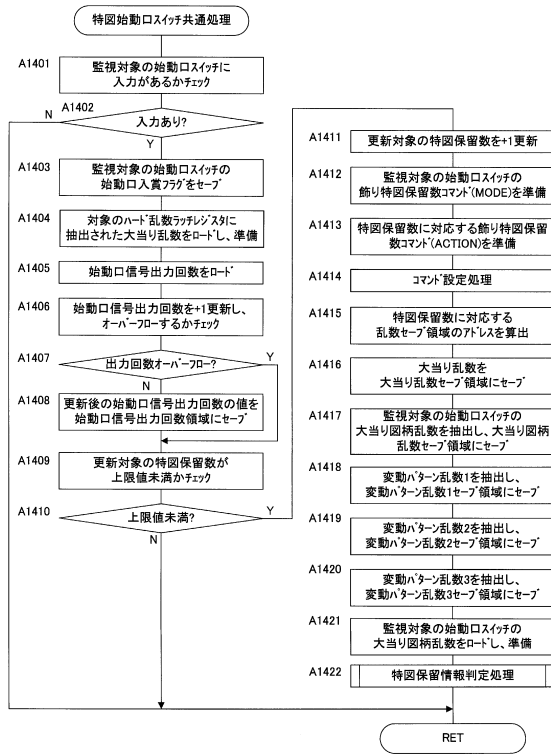 特図始動口スイッチ共通処理
A1401
監視対象の始動口スイッチに
入力があるかチェック
A1402
N
入力あり?
Y
A1403
監視対象の始動口スイッチの
始動口入賞フラグをセーブ
A1404
対象のハード乱数ラッチレジスタに
抽出された大当り乱数をロードし、準備
A1405
始動口信号出力回数をロード
A1406
始動口信号出力回数を+1更新し、
オーバーフローするかチェック
A1407
出力回数オーバーフロー?
Y
N
A1408
更新後の始動口信号出力回数の値を
始動口信号出力回数領域にセーブ
A1409
更新対象の特図保留数が
上限値未満かチェック
A1410
上限値未満?
Y
N
A1411
更新対象の特図保留数を+1更新
A1412
監視対象の始動口スイッチの
飾り特図保留数コマンド(MODE)を準備
A1413
特図保留数に対応する飾り特図保留
数コマンド(ACTION)を準備
A1414
コマンド設定処理
A1415
特図保留数に対応する
乱数セーブ領域のアドレスを算出
A1416
大当り乱数を
大当り乱数セーブ領域にセーブ
A1417
監視対象の始動口スイッチの
大当り図柄乱数を抽出し、大当り図柄
乱数セーブ領域にセーブ
A1418
変動パターン乱数1を抽出し、
変動パターン乱数1セーブ領域にセーブ
A1419
変動パターン乱数2を抽出し、
変動パターン乱数2セーブ領域にセーブ
A1420
変動パターン乱数3を抽出し、
変動パターン乱数3セーブ領域にセーブ
A1421
監視対象の始動口スイッチの
大当り図柄乱数をロードし、準備
A1422
特図保留情報判定処理
RET